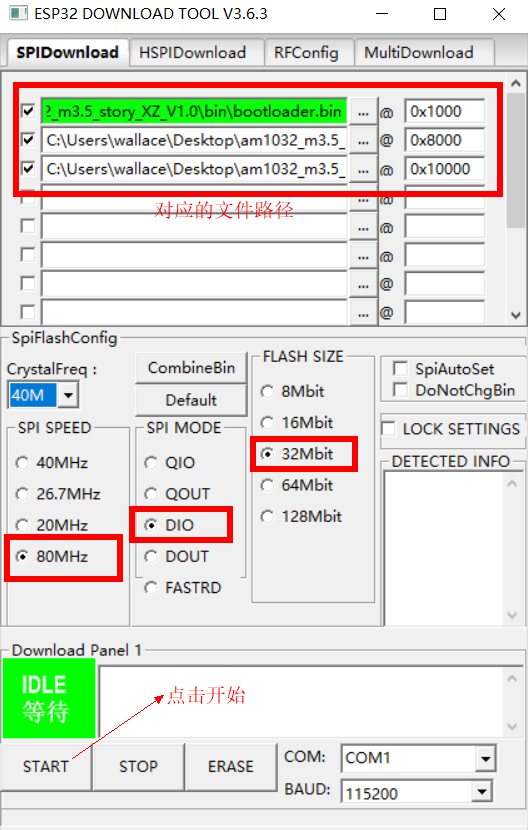 ESP32 DOWNLOAD TOOL V3.6.3
SPIDownload HSPIDownload RFConfig MultiDownload
2_m3.5_story_XZ_V1.0\bin\bootloader.bin ... @ 0x1000
C:\Users\wallace\Desktop\am1032_m3.5_ ... @ 0x8000
C:\Users\wallace\Desktop\am1032_m3.5_ ... @ 0x10000
... @
对应的文件路径
... @
... @
... @
... @
SpiFlashConfig
CrystalFreq :
40M
CombineBin
Default
SPI SPEED
40MHz
26.7MHz
20MHz
80MHz
SPI MODE
QIO
QOUT
DIO
DOUT
FASTRD
FLASH SIZE
8Mbit
16Mbit
32Mbit
64Mbit
128Mbit
SpiAutoSet
DoNotChgBin
LOCK SETTINGS
DETECTED INFO
Download Panel 1
IDLE
等待
点击开始
START STOP ERASE
COM: COM1
BAUD: 115200